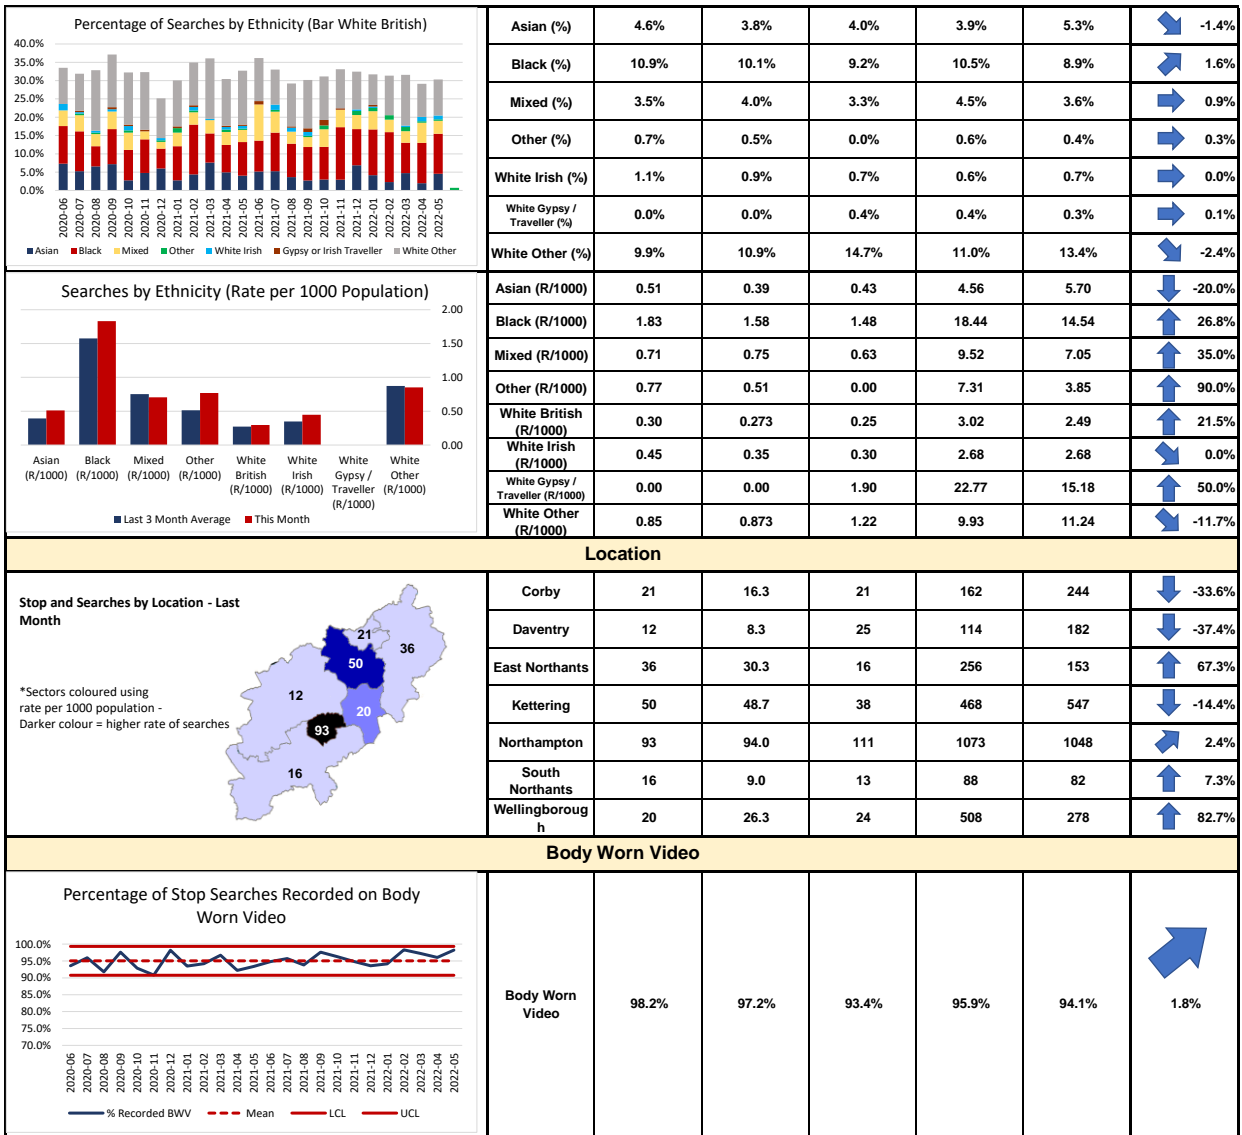 Percentage of Searches by Ethnicity (Bar White British)
40.0%
35.0%
30.0%
25.0%
20.0%
15.0%
10.0%
5.0%
0.0%
2020-06
2020-07
2020-08
2020-09
2020-10
2020-11
2020-12
2021-01
2021-02
2021-03
2021-04
2021-05
2021-06
2021-07
2021-08
2021-09
2021-10
2021-11
2021-12
2022-01
2022-02
2022-03
2022-04
2022-05
Asian Black Mixed Other White Irish Gypsy or Irish Traveller White Other
Asian (%) 4.6% 3.8% 4.0% 3.9% 5.3% -1.4%
Black (%) 10.9% 10.1% 9.2% 10.5% 8.9% 1.6%
Mixed (%) 3.5% 4.0% 3.3% 4.5% 3.6% 0.9%
Other (%) 0.7% 0.5% 0.0% 0.6% 0.4% 0.3%
White Irish (%) 1.1% 0.9% 0.7% 0.6% 0.7% 0.0%
White Gypsy /
Traveller (%) 0.0% 0.0% 0.4% 0.4% 0.3% 0.1%
White Other (%) 9.9% 10.9% 14.7% 11.0% 13.4% -2.4%
Searches by Ethnicity (Rate per 1000 Population)
2.00
1.50
1.00
0.50
0.00
Asian Black Mixed Other White White White White
(R/1000) (R/1000) (R/1000) (R/1000) British Irish Gypsy / Other
(R/1000) (R/1000) Traveller (R/1000)
(R/1000)
Last 3 Month Average This Month
Asian (R/1000) 0.51 0.39 0.43 4.56 5.70 -20.0%
Black (R/1000) 1.83 1.58 1.48 18.44 14.54 26.8%
Mixed (R/1000) 0.71 0.75 0.63 9.52 7.05 35.0%
Other (R/1000) 0.77 0.51 0.00 7.31 3.85 90.0%
White British
(R/1000) 0.30 0.273 0.25 3.02 2.49 21.5%
White Irish
(R/1000) 0.45 0.35 0.30 2.68 2.68 0.0%
White Gypsy /
Traveller (R/1000) 0.00 0.00 1.90 22.77 15.18 50.0%
White Other
(R/1000) 0.85 0.873 1.22 9.93 11.24 -11.7%
Location
Stop and Searches by Location - Last
Month
*Sectors coloured using
rate per 1000 population -
Darker colour = higher rate of searches
21
36
50
12
20
93
16
Corby 21 16.3 21 162 244 -33.6%
Daventry 12 8.3 25 114 182 -37.4%
East Northants 36 30.3 16 256 153 67.3%
Kettering 50 48.7 38 468 547 -14.4%
Northampton 93 94.0 111 1073 1048 2.4%
South
Northants 16 9.0 13 88 82 7.3%
Wellingboroug
h 20 26.3 24 508 278 82.7%
Body Worn Video
Percentage of Stop Searches Recorded on Body
Worn Video
100.0%
95.0%
90.0%
85.0%
80.0%
75.0%
70.0%
2020-06
2020-07
2020-08
2020-09
2020-10
2020-11
2020-12
2021-01
2021-02
2021-03
2021-04
2021-05
2021-06
2021-07
2021-08
2021-09
2021-10
2021-11
2021-12
2022-01
2022-02
2022-03
2022-04
2022-05
% Recorded BWV Mean LCL UCL
Body Worn
Video 98.2% 97.2% 93.4% 95.9% 94.1% 1.8%